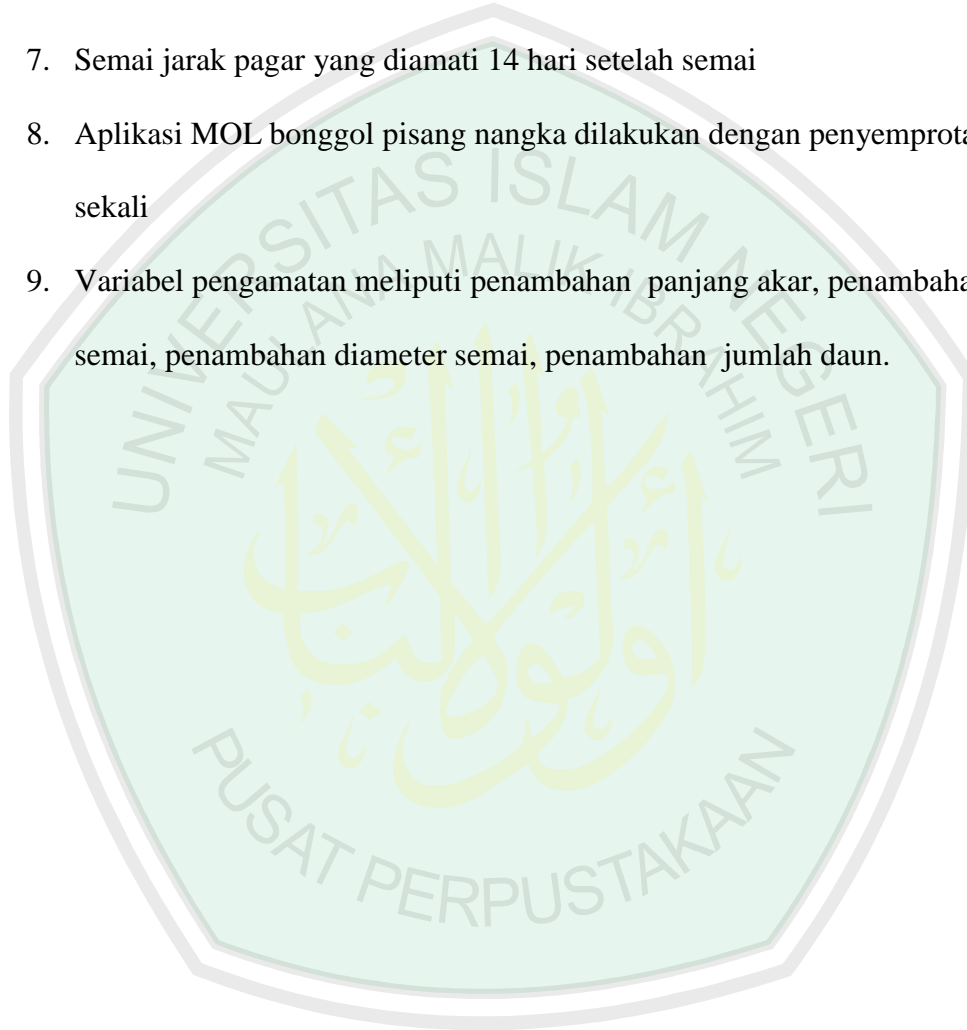 7. Semai jarak pagar yang diamati 14 hari setelah semai
8. Aplikasi MOL bonggol pisang nangka dilakukan dengan penyemprota
sekali
9. Variabel pengamatan meliputi penambahan panjang akar, penambaha
semai, penambahan diameter semai, penambahan jumlah daun.
UNIVERSITAS ISLAM NEGERI
MAULANA MALIK IBRAHIM
PUSAT PERPUSTAKAAN